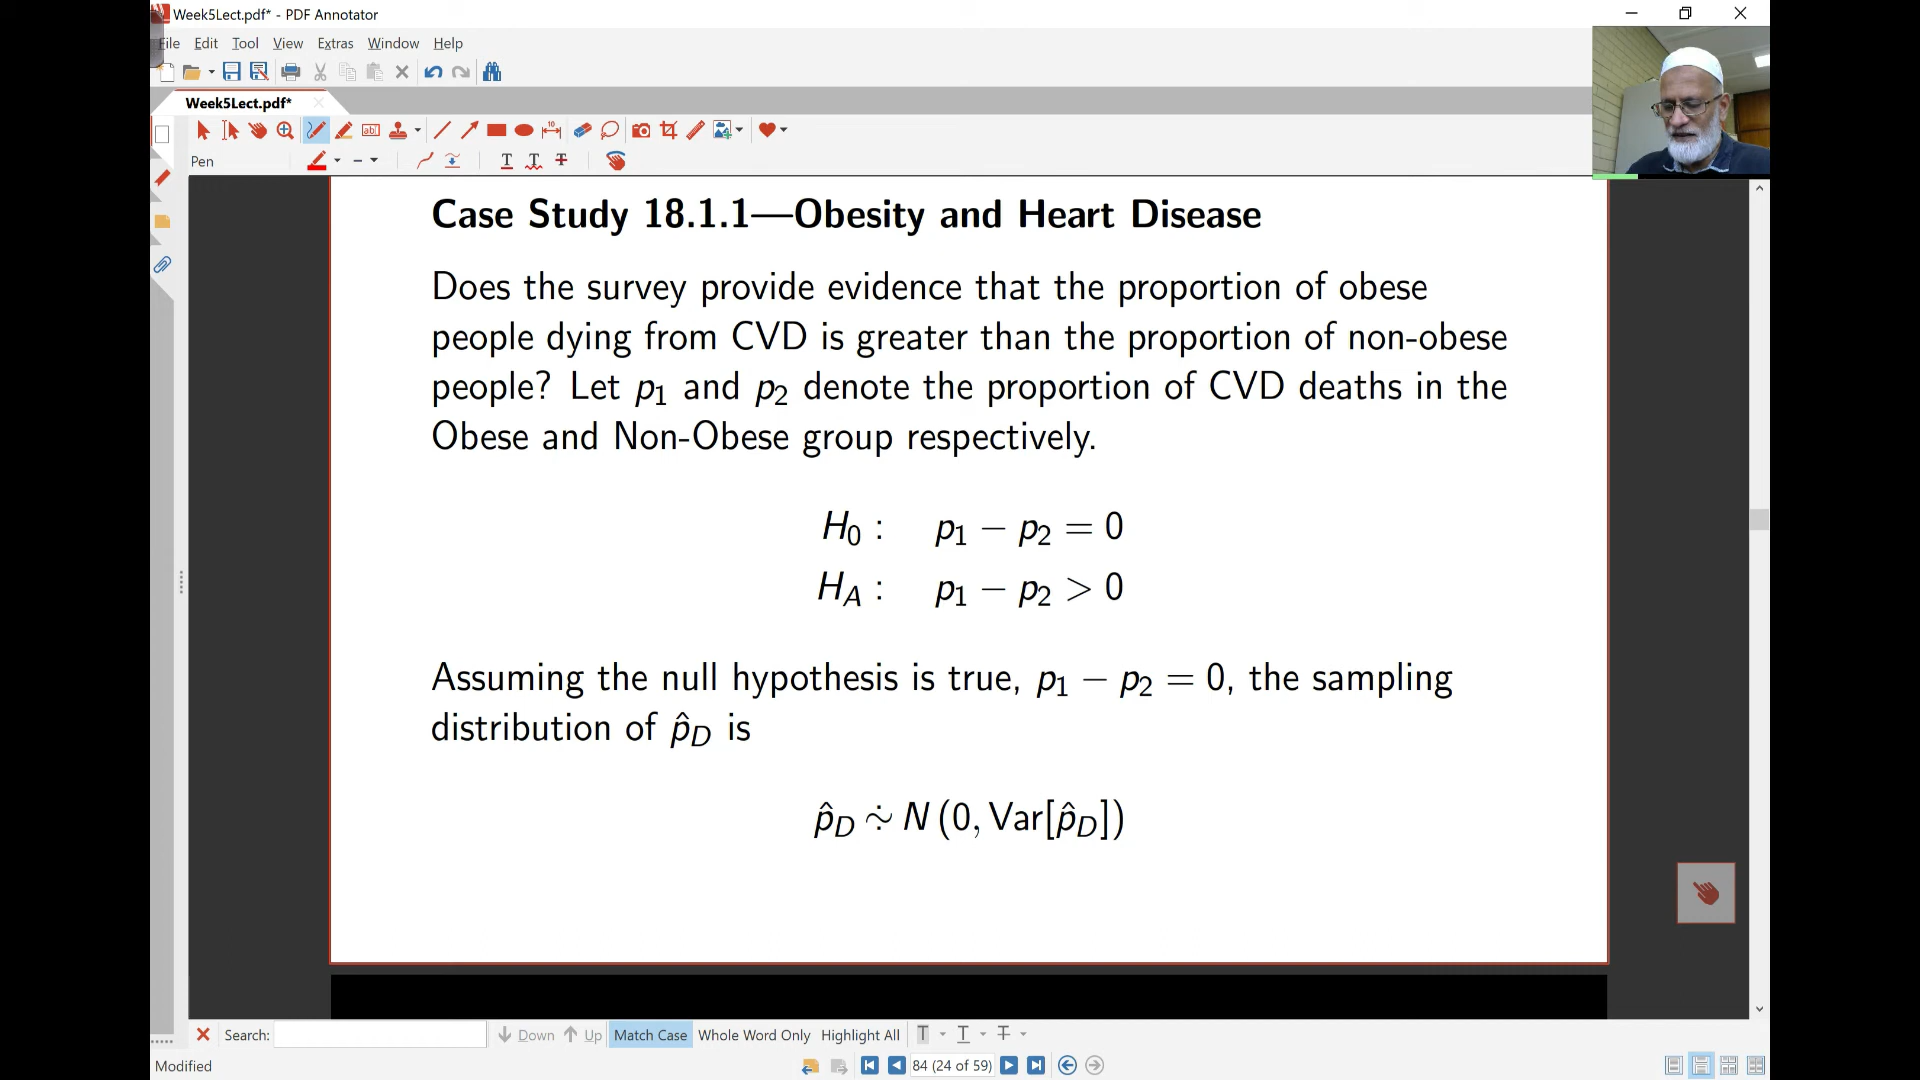 Week5Lect.pdf* - PDF Annotator
File Edit Tool View Extras Window Help
Week5Lect.pdf*
Pen
Case Study 18.1.1—Obesity and Heart Disease
Does the survey provide evidence that the proportion of obese
people dying from CVD is greater than the proportion of non-obese
people? Let p₁ and p₂ denote the proportion of CVD deaths in the
Obese and Non-Obese group respectively.
H₀ : p₁ − p₂ = 0
H_A : p₁ − p₂ > 0
Assuming the null hypothesis is true, p₁ − p₂ = 0, the sampling
distribution of p̂_D is
p̂_D ∻ N (0, Var[p̂_D])
Search: Down Up Match Case Whole Word Only Highlight All T T T
Modified 84 (24 of 59)